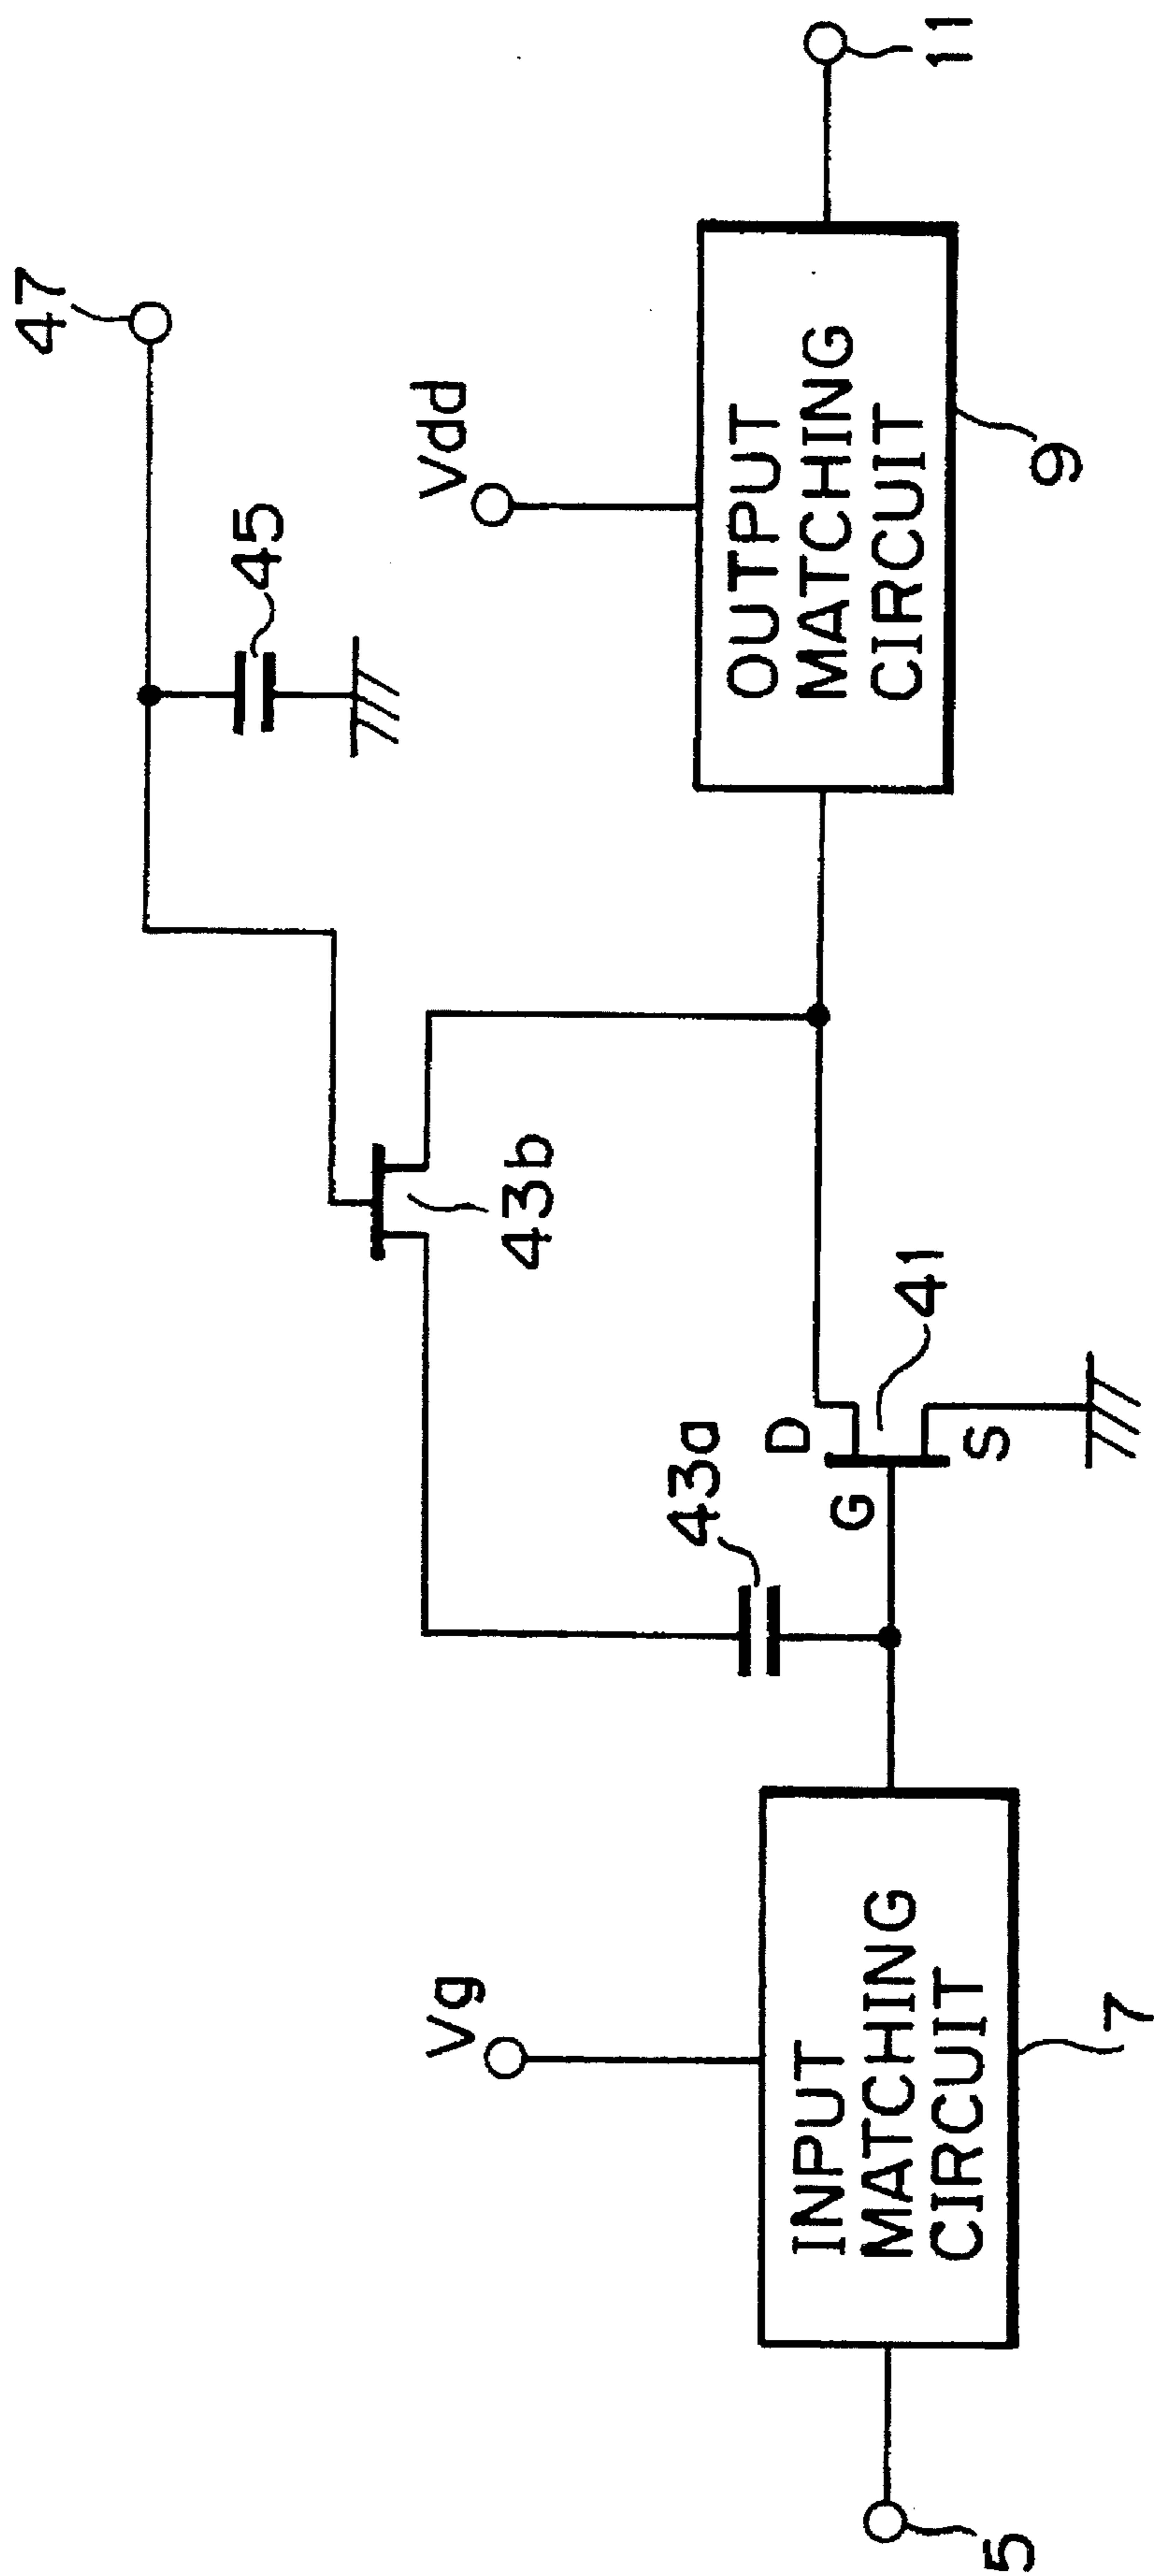 47
45
Vdd
11
OUTPUT
MATCHING
CIRCUIT
9
43b
43a
D
G
S
41
Vg
INPUT
MATCHING
CIRCUIT
7
5